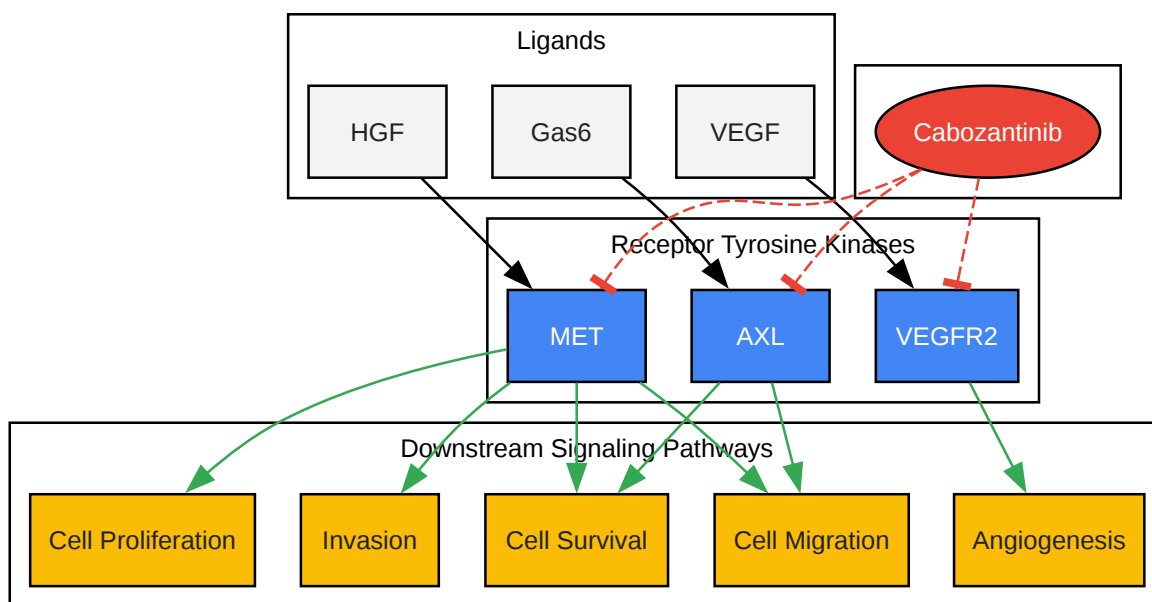 Ligands
HGF
Gas6
VEGF
Cabozantinib
Receptor Tyrosine Kinases
MET
AXL
VEGFR2
Downstream Signaling Pathways
Cell Proliferation
Invasion
Cell Survival
Cell Migration
Angiogenesis